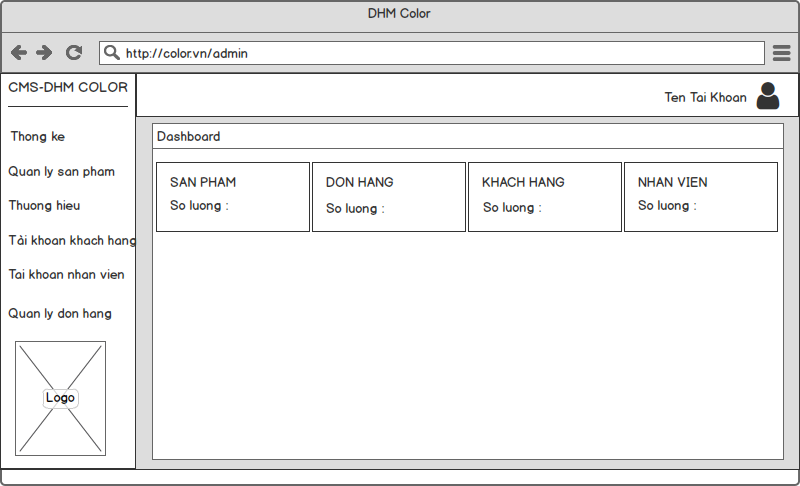 DHM Color
http://color.vn/admin
CMS-DHM COLOR
Ten Tai Khoan
Thong ke
Quan ly san pham
Thuong hieu
Tải khoan khach hang
Tai khoan nhan vien
Quan ly don hang
Logo
Dashboard
SAN PHAM
So luong :
DON HANG
So luong :
KHACH HANG
So luong :
NHAN VIEN
So luong :